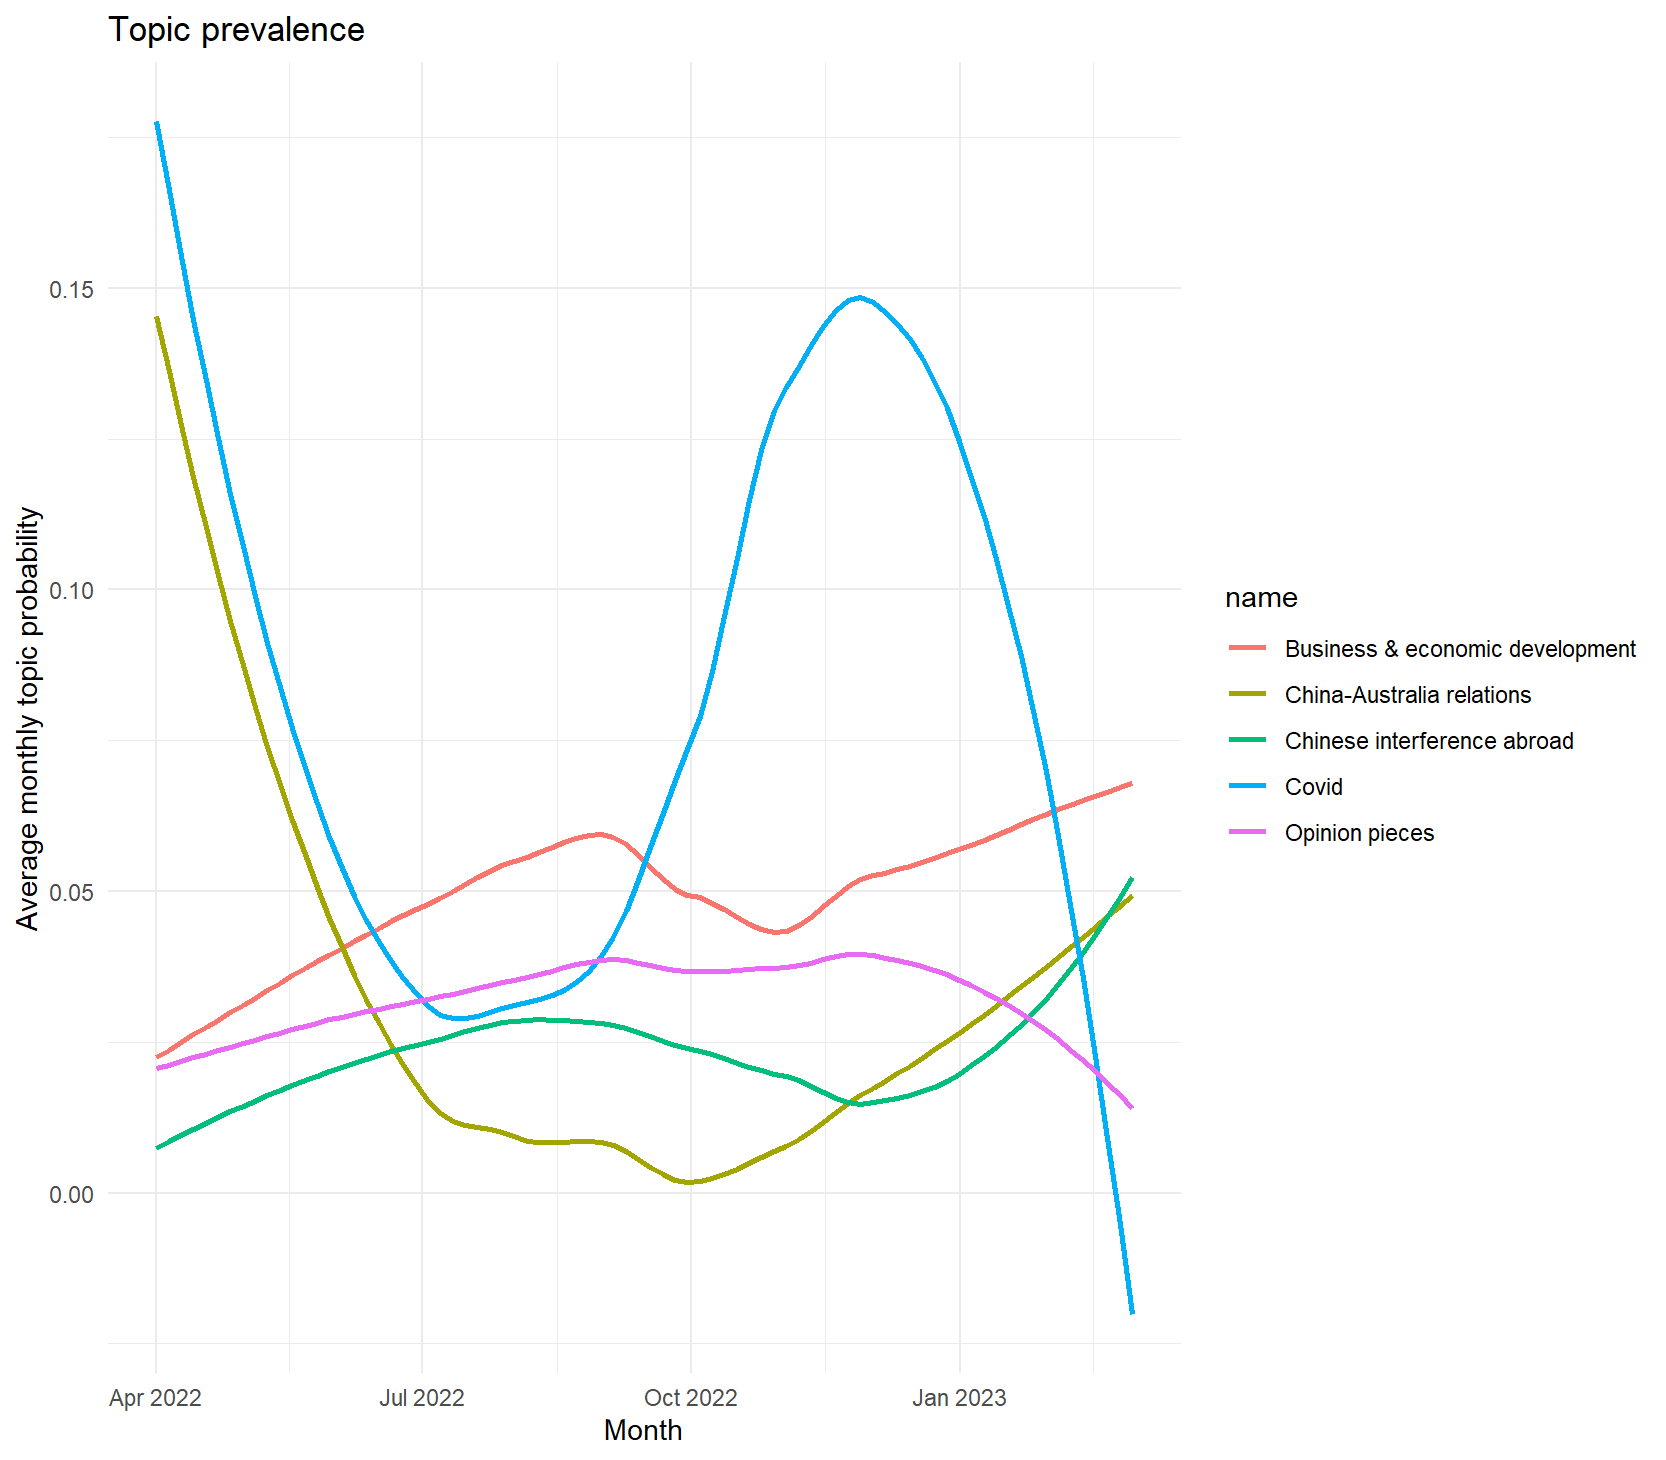 Topic prevalence
Average monthly topic probability
0.15
0.10
0.05
0.00
Apr 2022
Jul 2022
Oct 2022
Jan 2023
Month
name
Business & economic development
China-Australia relations
Chinese interference abroad
Covid
Opinion pieces